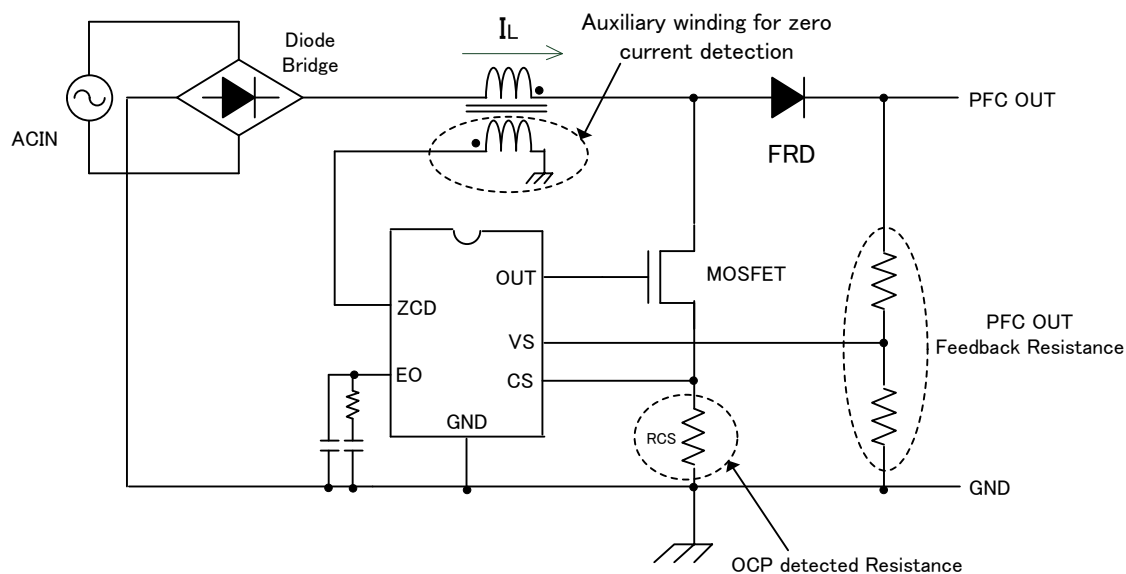 Auxiliary winding for zero
current detection
IL
Diode
Bridge
PFC OUT
ACIN
FRD
OUT
MOSFET
ZCD
PFC OUT
Feedback Resistance
VS
EO
CS
GND
RCS
GND
OCP detected Resistance